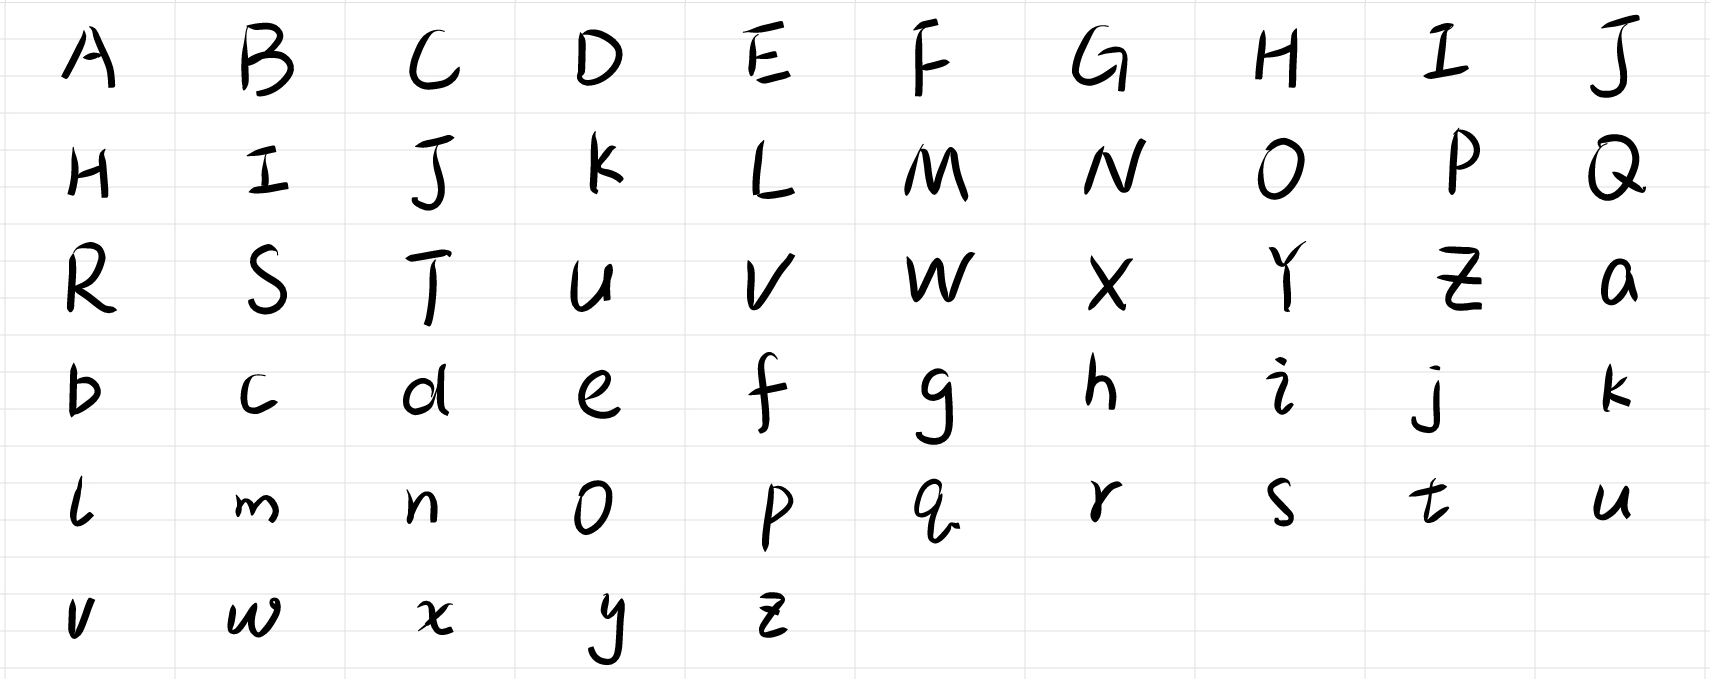 A B C D E F G H I J
H I J K L M N O P Q
R S T U V W X Y Z a
b c d e f g h i j k
l m n o p q r s t u
v w x y z